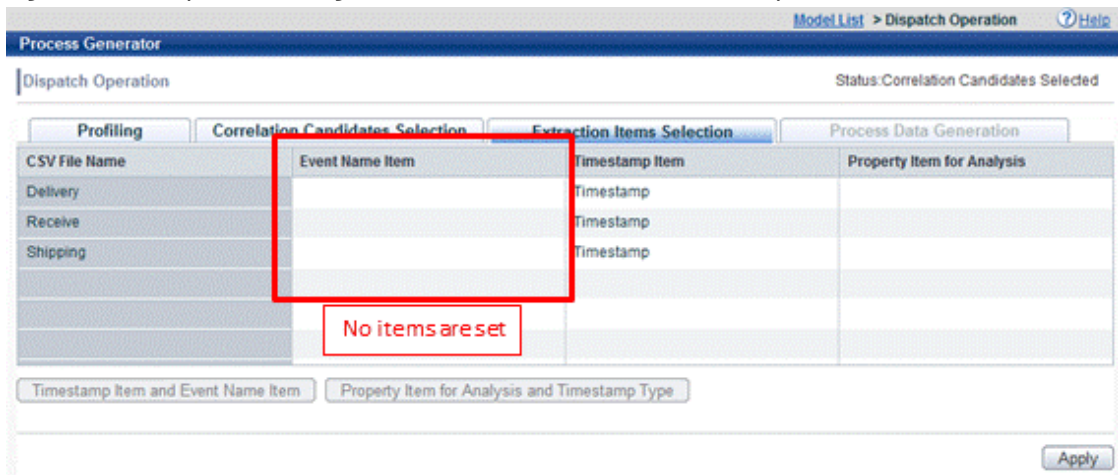 Model List > Dispatch Operation ?Help
Process Generator
Dispatch Operation Status:Correlation Candidates Selected
Profiling Correlation Candidates Selection Extraction Items Selection Process Data Generation
CSV File Name Event Name Item Timestamp Item Property Item for Analysis
Delivery Timestamp
Receive Timestamp
Shipping Timestamp
No items are set
Timestamp Item and Event Name Item Property Item for Analysis and Timestamp Type
Apply